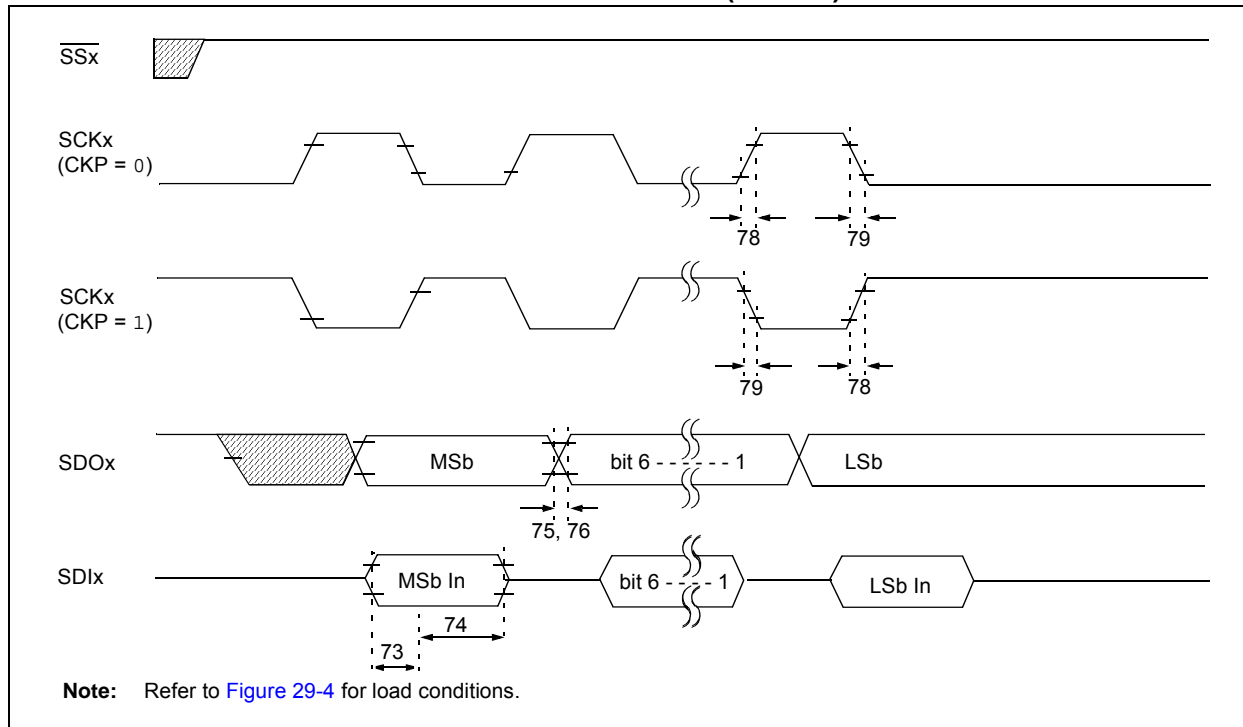 SSx
SCKx
(CKP = 0)
78
79
SCKx
(CKP = 1)
79
78
SDOx
MSb
bit 6 - - - - - - 1
LSb
75, 76
SDIx
MSb In
bit 6 - - - - 1
LSb In
74
73
Note: Refer to Figure 29-4 for load conditions.